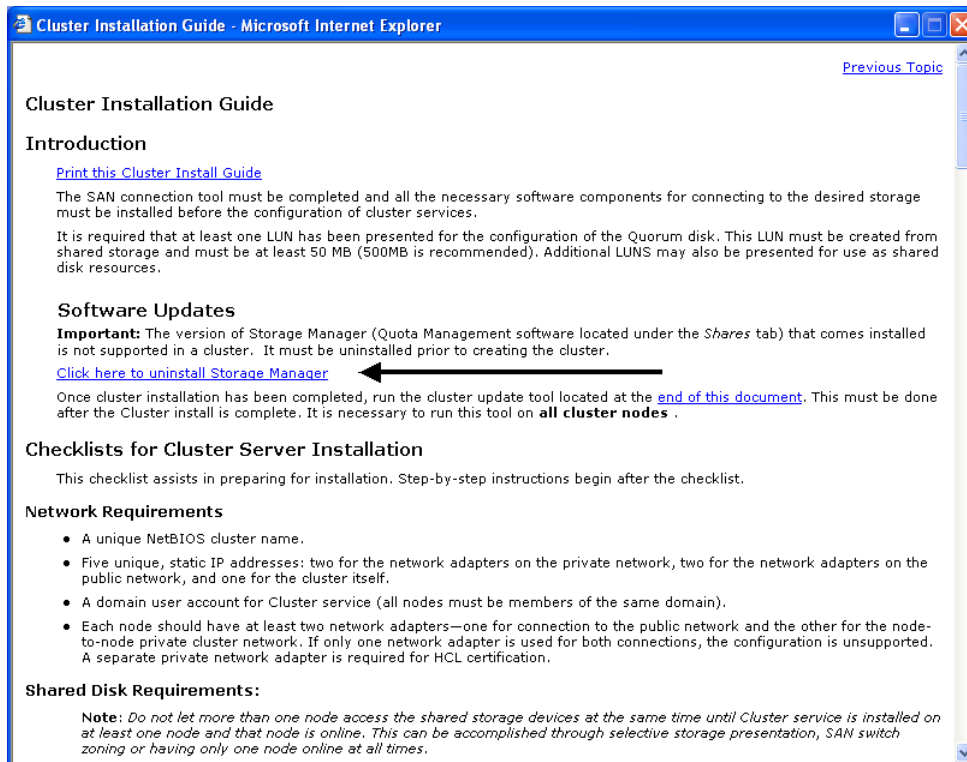 Cluster Installation Guide - Microsoft Internet Explorer
Previous Topic
Cluster Installation Guide
Introduction
Print this Cluster Install Guide
The SAN connection tool must be completed and all the necessary software components for connecting to the desired storage
must be installed before the configuration of cluster services.
It is required that at least one LUN has been presented for the configuration of the Quorum disk. This LUN must be created from
shared storage and must be at least 50 MB (500MB is recommended). Additional LUNS may also be presented for use as shared
disk resources.
Software Updates
Important: The version of Storage Manager (Quota Management software located under the Shares tab) that comes installed
is not supported in a cluster. It must be uninstalled prior to creating the cluster.
Click here to uninstall Storage Manager
Once cluster installation has been completed, run the cluster update tool located at the end of this document. This must be done
after the Cluster install is complete. It is necessary to run this tool on all cluster nodes .
Checklists for Cluster Server Installation
This checklist assists in preparing for installation. Step-by-step instructions begin after the checklist.
Network Requirements
• A unique NetBIOS cluster name.
• Five unique, static IP addresses: two for the network adapters on the private network, two for the network adapters on the
public network, and one for the cluster itself.
• A domain user account for Cluster service (all nodes must be members of the same domain).
• Each node should have at least two network adapters—one for connection to the public network and the other for the node-
to-node private cluster network. If only one network adapter is used for both connections, the configuration is unsupported.
A separate private network adapter is required for HCL certification.
Shared Disk Requirements:
Note: Do not let more than one node access the shared storage devices at the same time until Cluster service is installed on
at least one node and that node is online. This can be accomplished through selective storage presentation, SAN switch
zoning or having only one node online at all times.